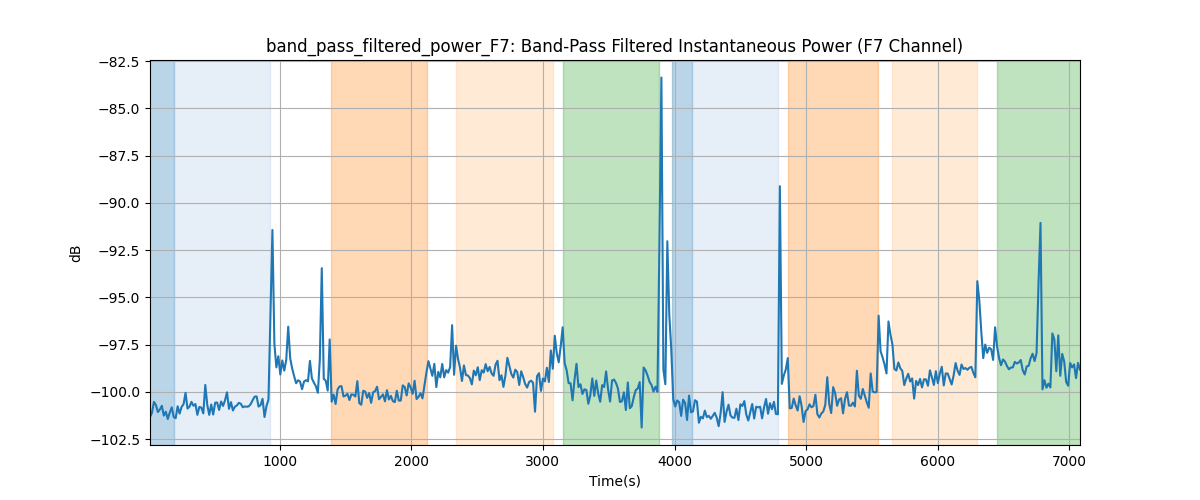 band_pass_filtered_power_F7: Band-Pass Filtered Instantaneous Power (F7 Channel)
−82.5
−85.0
−87.5
−90.0
−92.5
−95.0
−97.5
−100.0
−102.5
dB
1000 2000 3000 4000 5000 6000 7000
Time(s)